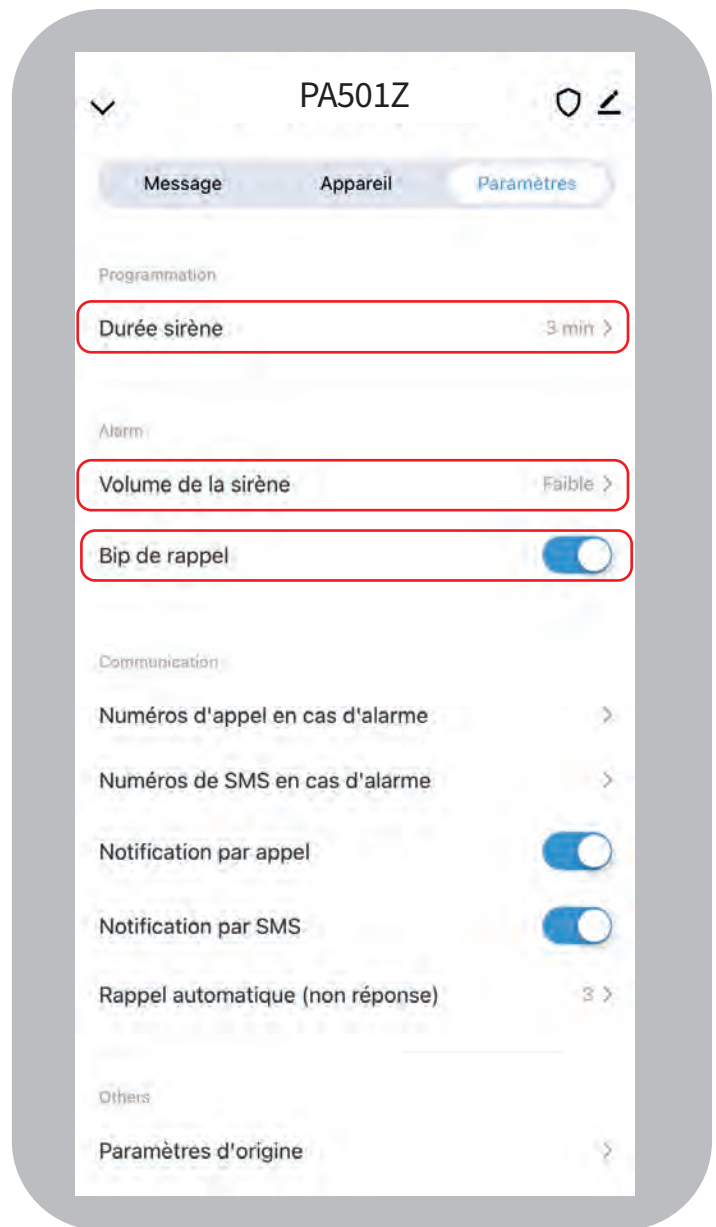 PA501Z
Message Appareil Paramètres
Programmation
Durée sirène 3 min
Alarm
Volume de la sirène Faible
Bip de rappel
Communication
Numéros d'appel en cas d'alarme
Numéros de SMS en cas d'alarme
Notification par appel
Notification par SMS
Rappel automatique (non réponse) 3
Others
Paramètres d'origine